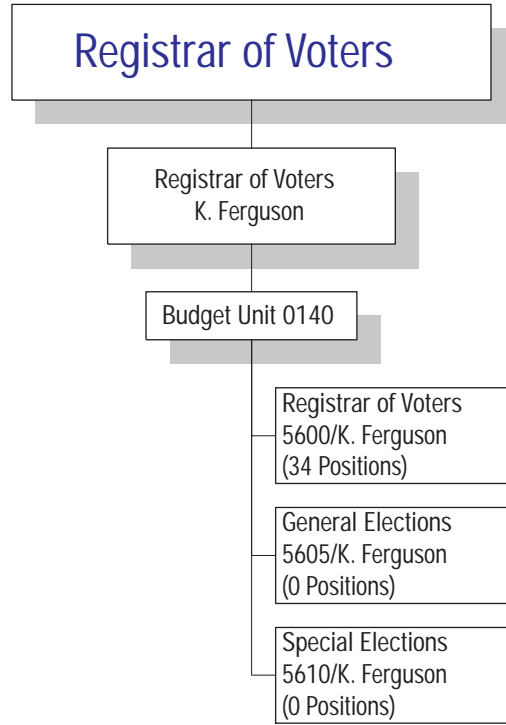 Registrar of Voters
Registrar of Voters
K. Ferguson
Budget Unit 0140
Registrar of Voters
5600/K. Ferguson
(34 Positions)
General Elections
5605/K. Ferguson
(0 Positions)
Special Elections
5610/K. Ferguson
(0 Positions)